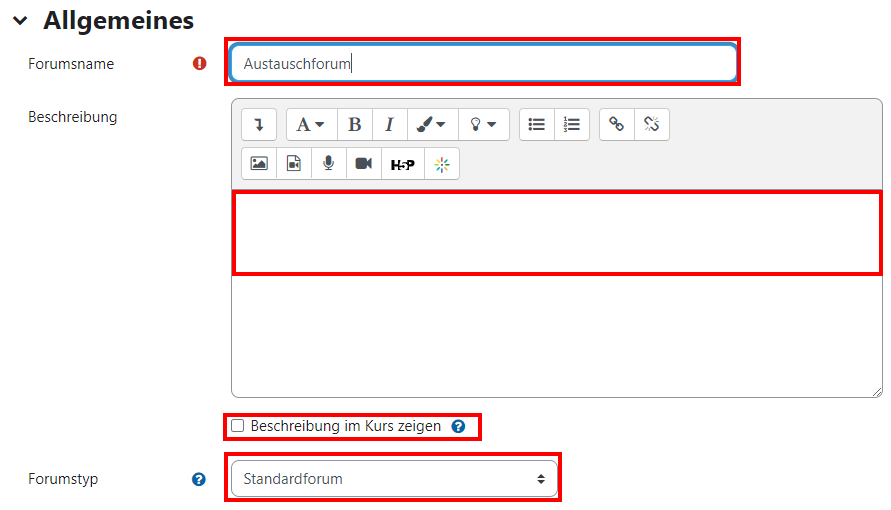 Allgemeines
Forumsname
Austauschforum
Beschreibung
A B I
H5P
Beschreibung im Kurs zeigen
Forumstyp
Standardforum